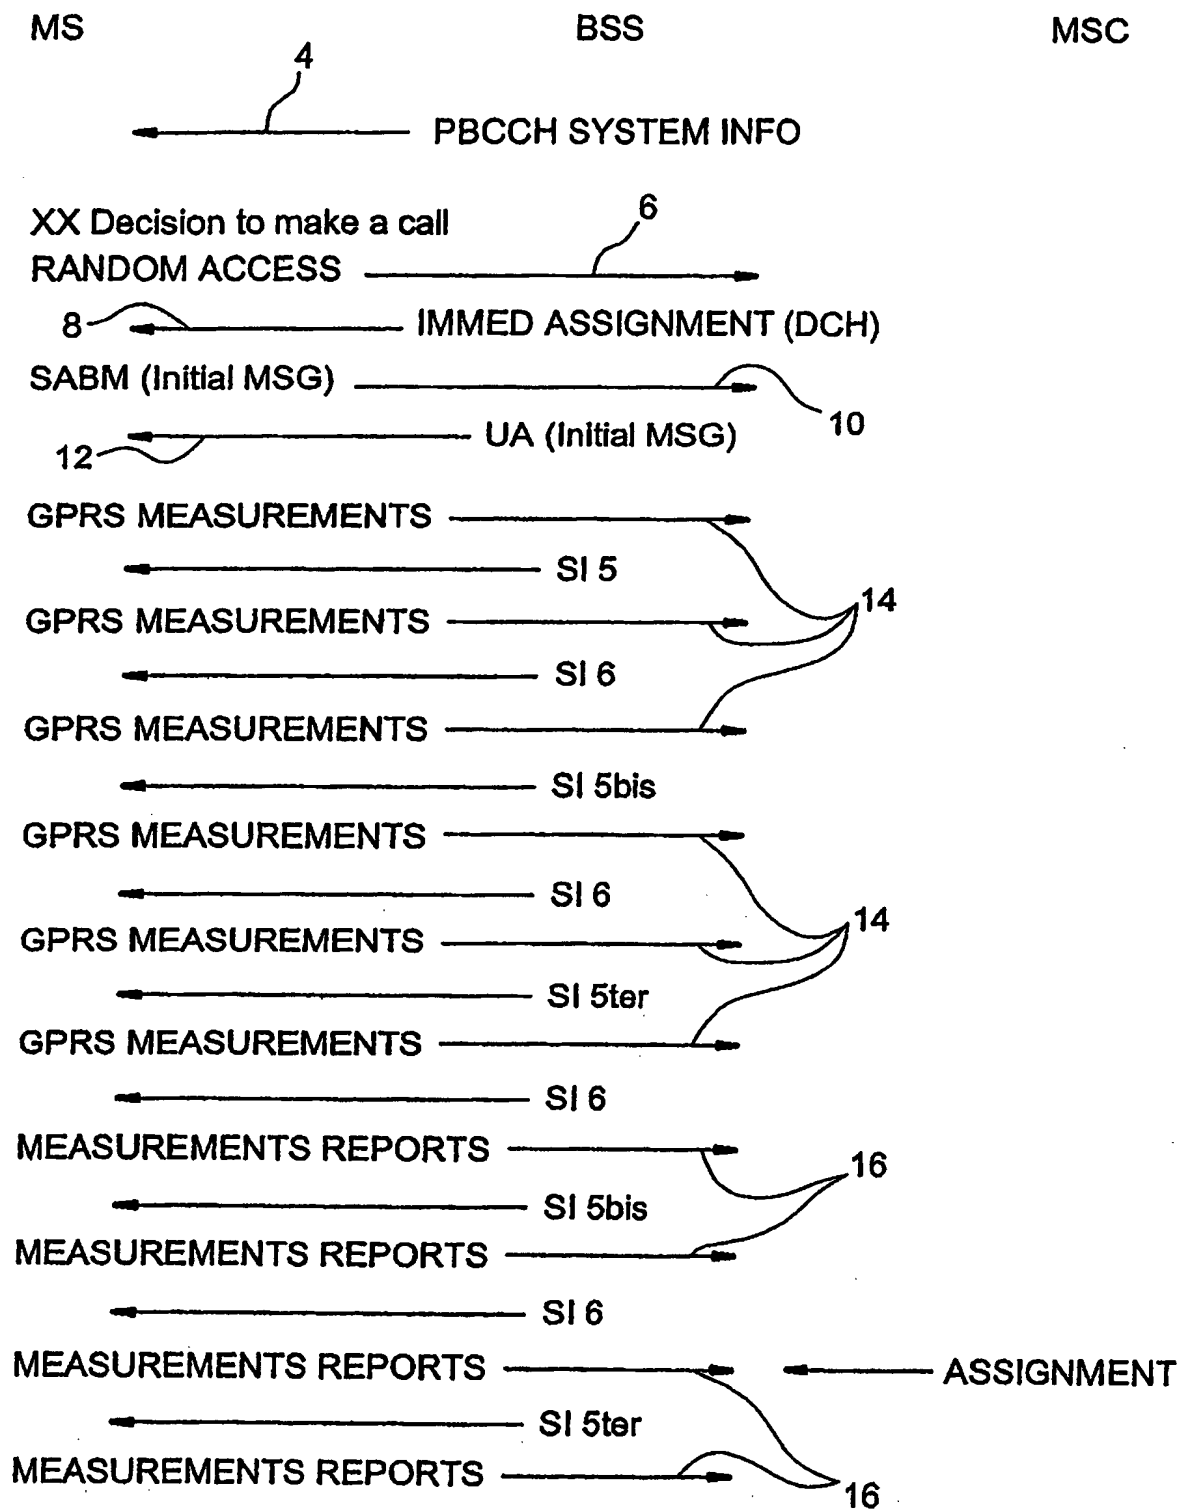 MS BSS MSC
4
PBCCH SYSTEM INFO
XX Decision to make a call
6
RANDOM ACCESS
8 IMMED ASSIGNMENT (DCH)
SABM (Initial MSG)
10
UA (Initial MSG)
12
GPRS MEASUREMENTS
SI 5
14
GPRS MEASUREMENTS
SI 6
GPRS MEASUREMENTS
SI 5bis
GPRS MEASUREMENTS
SI 6
14
GPRS MEASUREMENTS
SI 5ter
GPRS MEASUREMENTS
SI 6
MEASUREMENTS REPORTS
16
SI 5bis
MEASUREMENTS REPORTS
SI 6
MEASUREMENTS REPORTS ASSIGNMENT
SI 5ter
MEASUREMENTS REPORTS
16